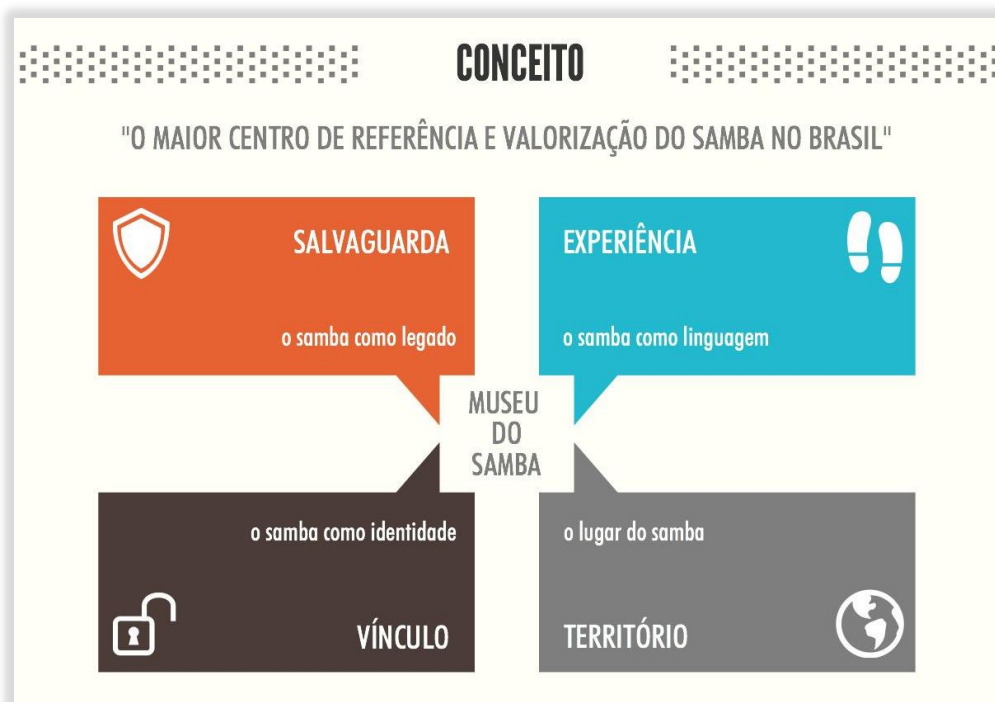 CONCEITO
"O MAIOR CENTRO DE REFERÊNCIA E VALORIZAÇÃO DO SAMBA NO BRASIL"
SALVAGUARDA
o samba como legado
EXPERIÊNCIA
o samba como linguagem
MUSEU
DO
SAMBA
o samba como identidade
VÍNCULO
o lugar do samba
TERRITÓRIO